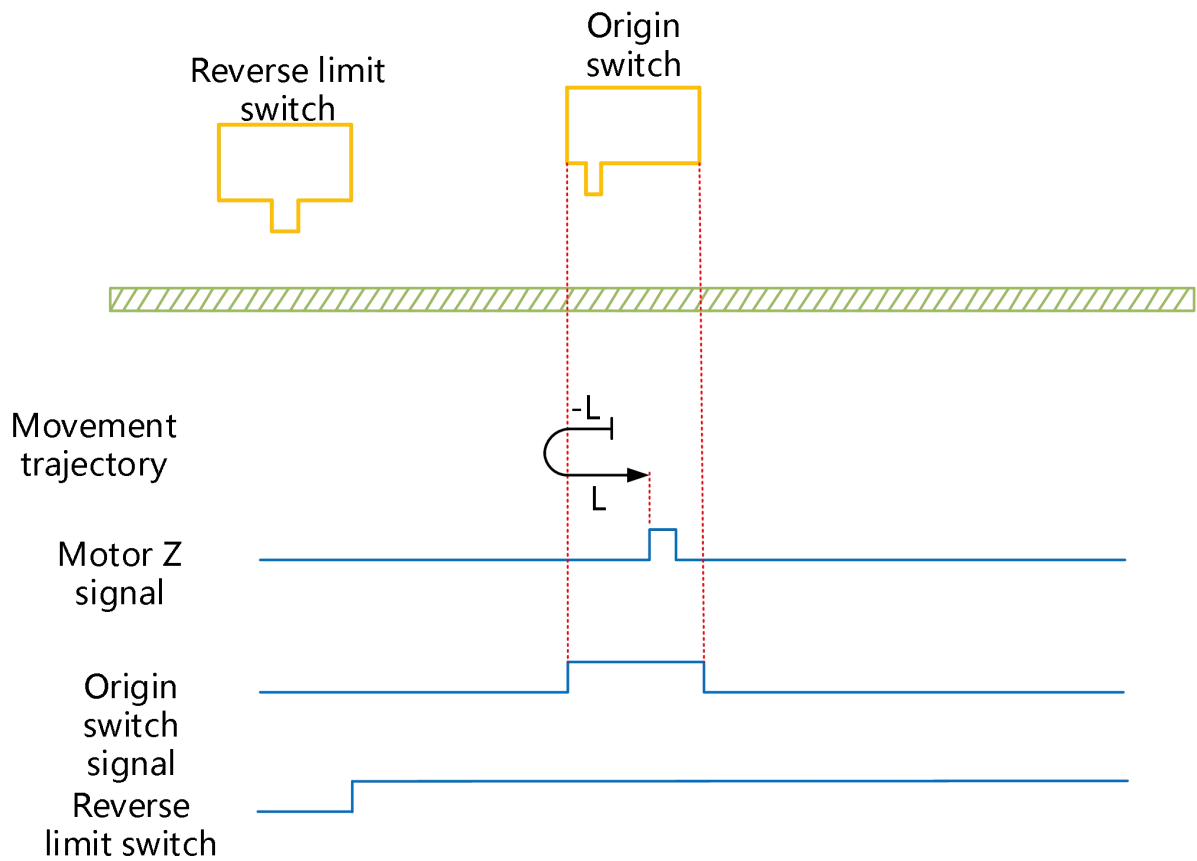 Origin
switch
Reverse limit
switch
-L
Movement
trajectory
L
Motor Z
signal
Origin
switch
signal
Reverse
limit switch